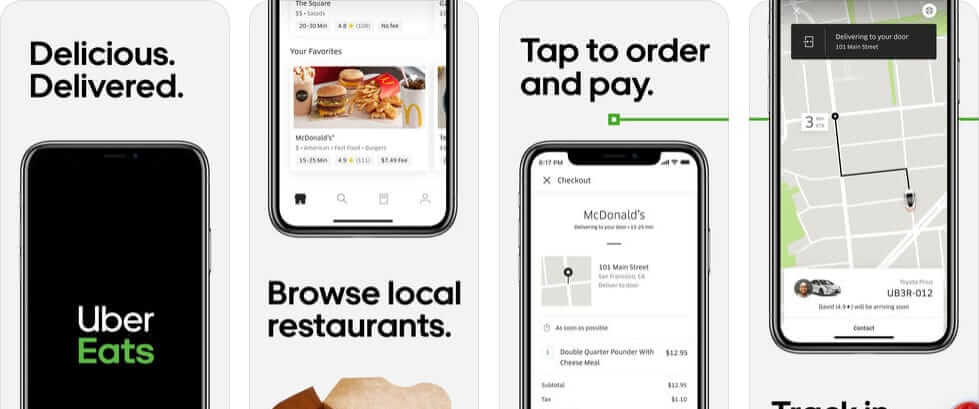 Delicious.
Delivered.
Uber
Eats
The Square
$$ • Salads
20-30 Min 4.8 ★ (108) No fee
Your Favorites
McDonald's®
$ • American • Fast Food • Burgers
15-25 Min 4.9 ★ (111) $7.49 Fee
Browse local
restaurants.
Tap to order
and pay.
8:17 PM
Checkout
McDonald's
Delivering to your door • 15-25 min
101 Main Street
San Francisco, CA
Deliver to door
As soon as possible
1 Double Quarter Pounder With $12.95
Cheese Meal
Subtotal $12.95
Tax $1.10
Delivering to your door
101 Main Street
3 MIN
ETA
Toyota Prius
UB3R-012
David (4.9★) will be arriving soon
Contact
Track in